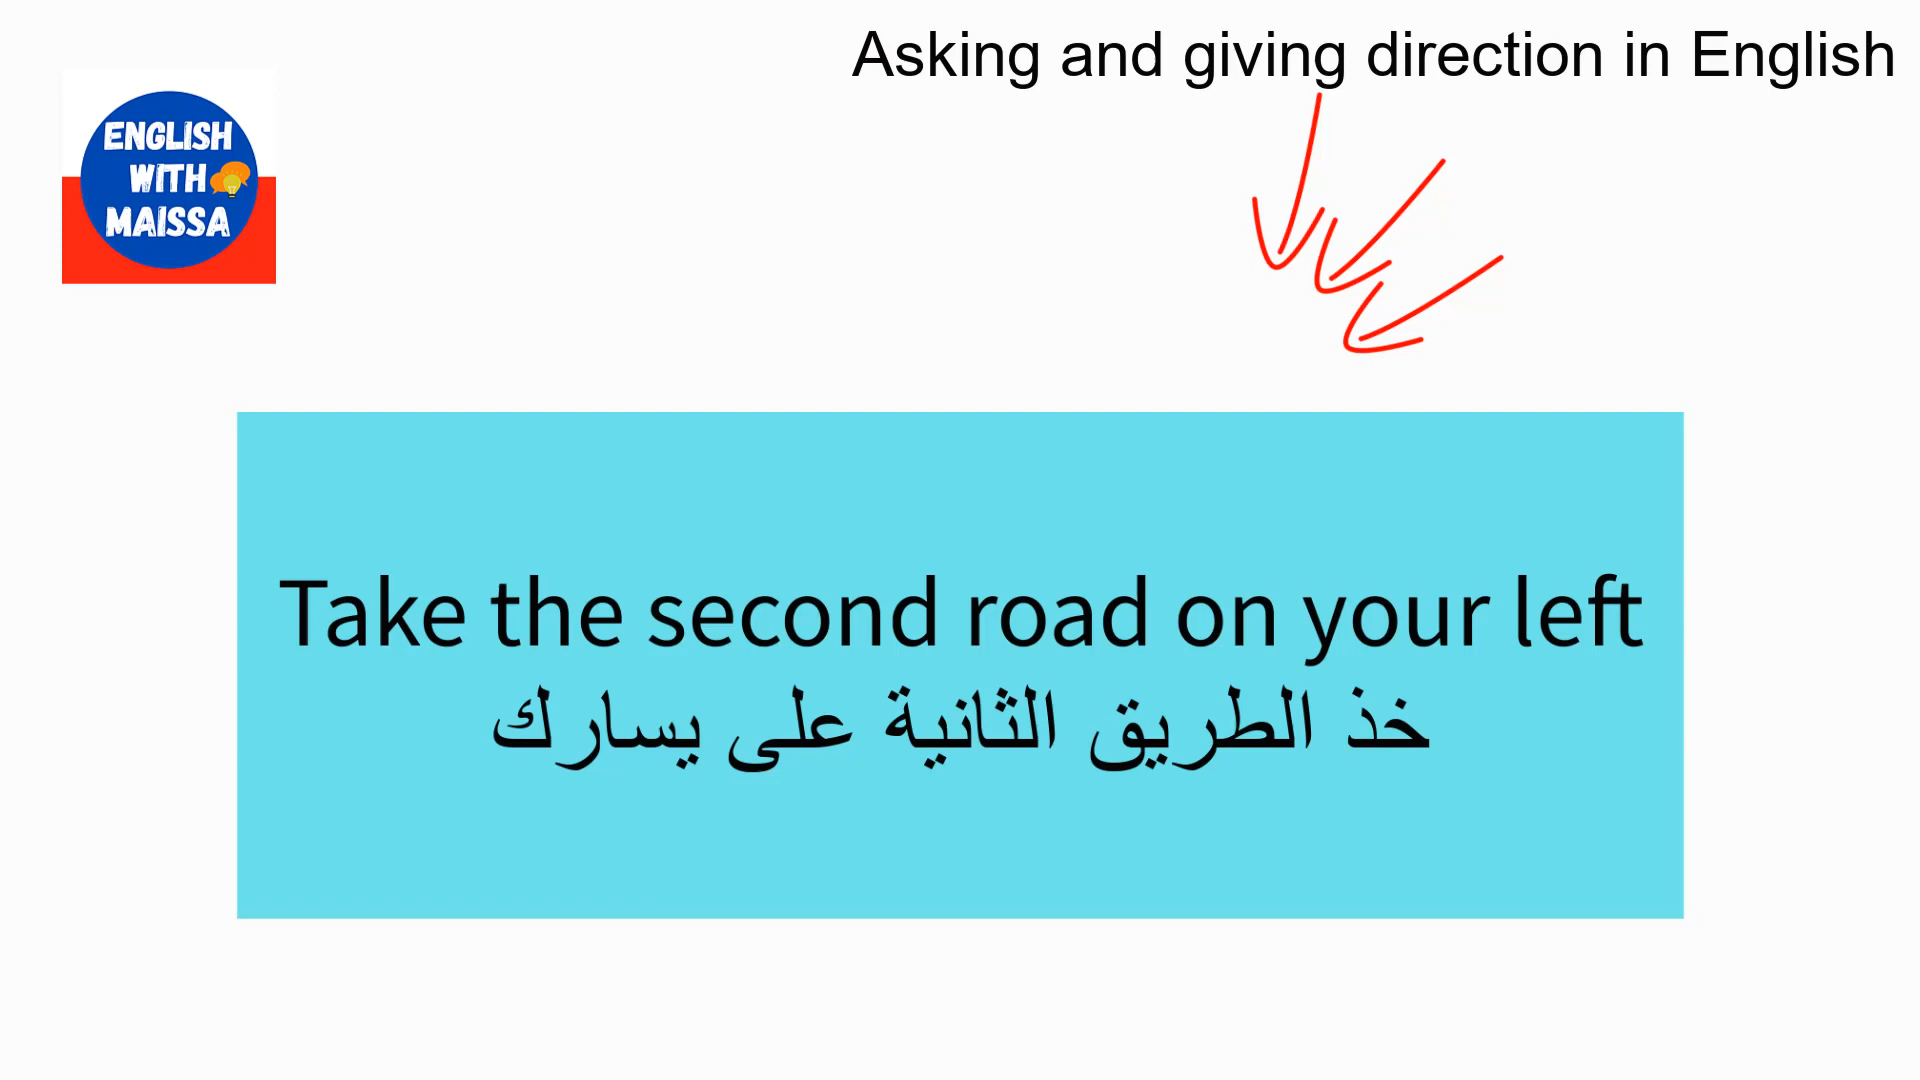 Asking and giving direction in English
ENGLISH
WITH
MAISSA
Take the second road on your left
خذ الطريق الثانية على يسارك